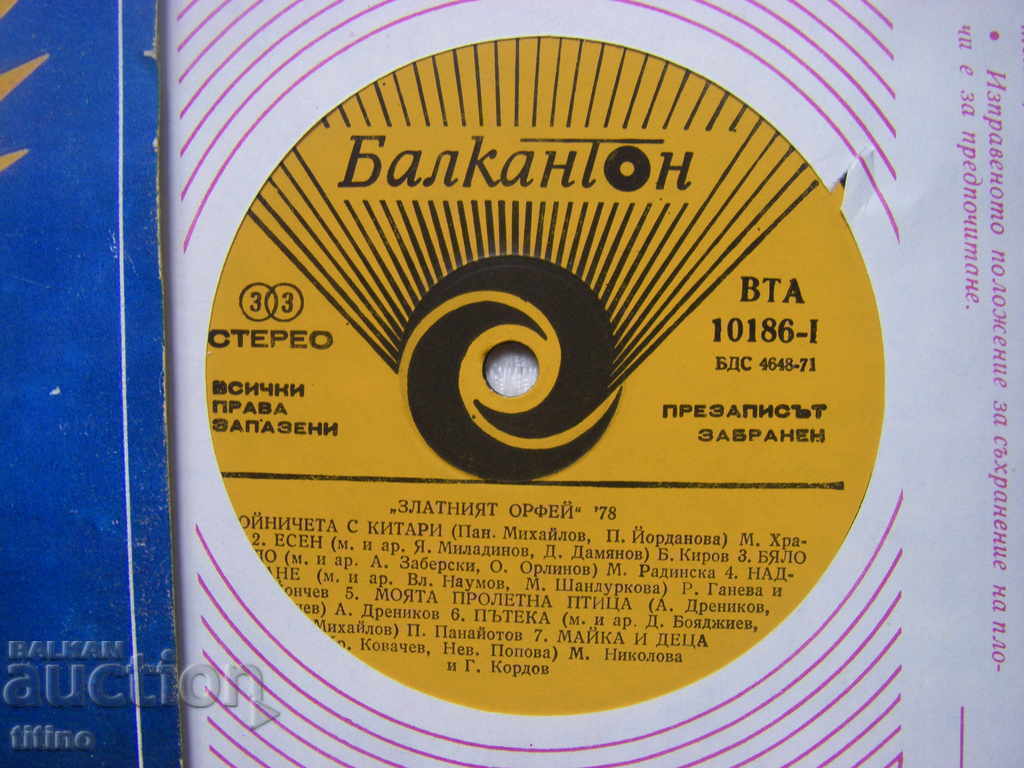 Балкантон
33
СТЕРЕО
ВСИЧКИ
ПРАВА
ЗАПАЗЕНИ
ВТА
10186-I
БДС 4648-71
ПРЕЗАПИСЪТ
ЗАБРАНЕН
„ЗЛАТНИЯТ ОРФЕЙ“ '78
ОЙНИЧЕТА С КИТАРИ (Пан. Михайлов, П. Йорданова) М. Хра-
2. ЕСЕН (м. и ар. Я. Миладинов, Д. Дамянов) Б. Киров 3. БЯЛО
ЛО (м. и ар. А. Заберски, О. Орлинов) М. Радинска 4. НАД-
НЕ (м. и ар. Вл. Наумов, М. Шандуркова) Р. Ганева и
ончев 5. МОЯТА ПРОЛЕТНА ПТИЦА (А. Дреников,
чев) А. Дреников 6. ПЪТЕКА (м. и ар. Д. Бояджиев,
Михайлов) П. Панайотов 7. МАЙКА И ДЕЦА
р. Ковачев, Нев. Попова) М. Николова
и Г. Кордов
• Изправеното положение за съхранение на пло-
чи е за предпочитане.
BALKAN
auction
titino